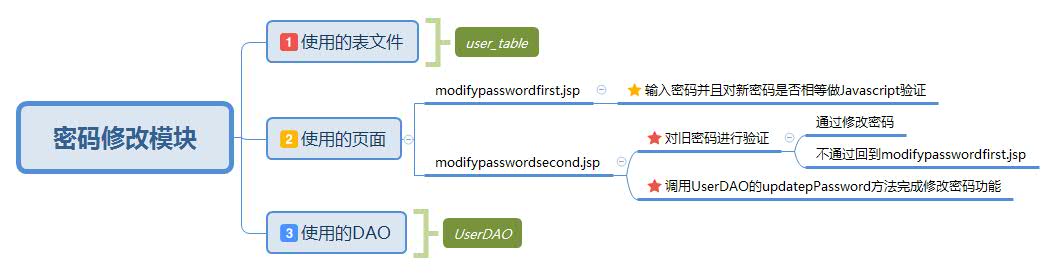 密码修改模块
1 使用的表文件
user_table
2 使用的页面
modifypasswordfirst.jsp
输入密码并且对新密码是否相等做Javascript验证
modifypasswordsecond.jsp
对旧密码进行验证
通过修改密码
不通过回到modifypasswordfirst.jsp
调用UserDAO的updatepPassword方法完成修改密码功能
3 使用的DAO
UserDAO